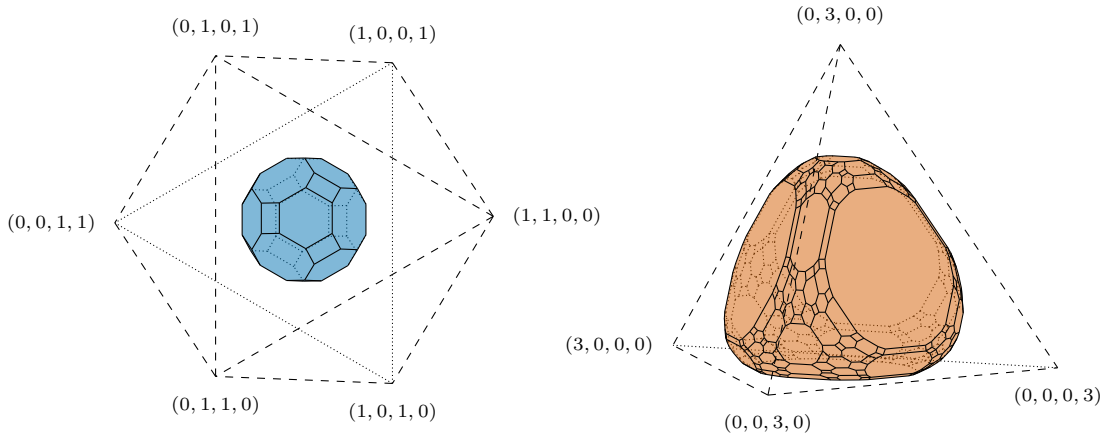 (0, 1, 0, 1)
(1, 0, 0, 1)
(0, 0, 1, 1)
(1, 1, 0, 0)
(0, 1, 1, 0)
(1, 0, 1, 0)
(0, 3, 0, 0)
(3, 0, 0, 0)
(0, 0, 3, 0)
(0, 0, 0, 3)